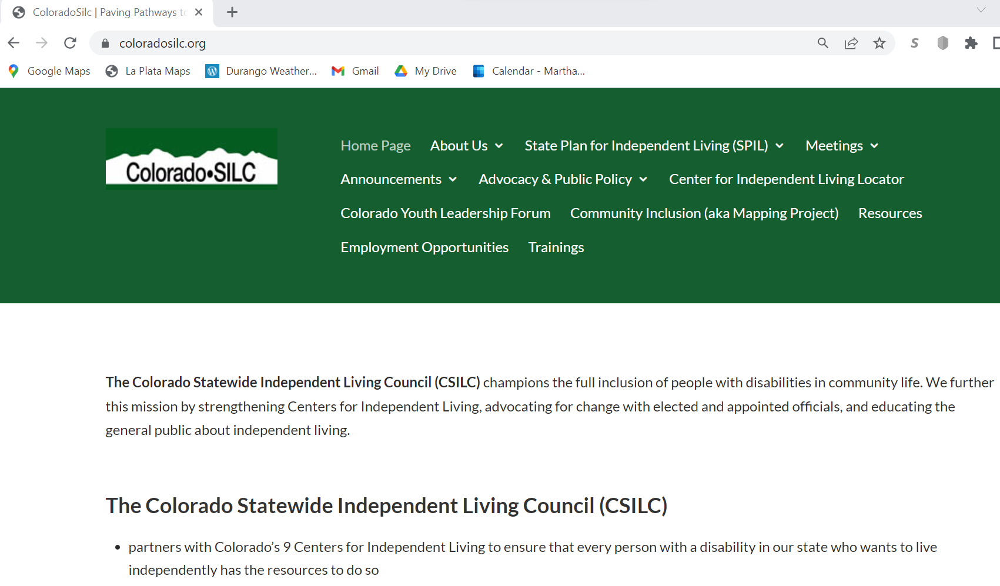 ColoradoSilc | Paving Pathways to
coloradosilc.org
Google Maps La Plata Maps Durango Weather... Gmail My Drive Calendar - Martha...
Colorado•SILC
Home Page About Us State Plan for Independent Living (SPIL) Meetings
Announcements Advocacy & Public Policy Center for Independent Living Locator
Colorado Youth Leadership Forum Community Inclusion (aka Mapping Project) Resources
Employment Opportunities Trainings
The Colorado Statewide Independent Living Council (CSILC) champions the full inclusion of people with disabilities in community life. We further
this mission by strengthening Centers for Independent Living, advocating for change with elected and appointed officials, and educating the
general public about independent living.
The Colorado Statewide Independent Living Council (CSILC)
• partners with Colorado’s 9 Centers for Independent Living to ensure that every person with a disability in our state who wants to live
independently has the resources to do so